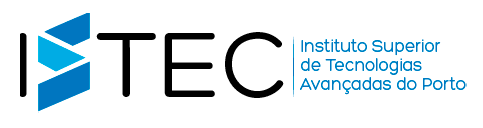 ISTEC
Instituto Superior
de Tecnologias
Avançadas do Porto